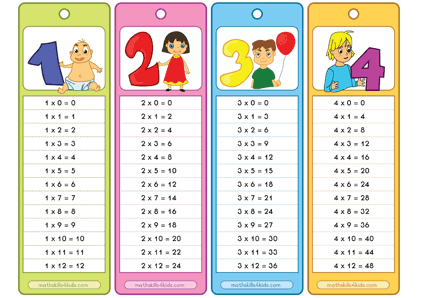 1
1 x 0 = 0
1 x 1 = 1
1 x 2 = 2
1 x 3 = 3
1 x 4 = 4
1 x 5 = 5
1 x 6 = 6
1 x 7 = 7
1 x 8 = 8
1 x 9 = 9
1 x 10 = 10
1 x 11 = 11
1 x 12 = 12
mathskills4kids.com
2
2 x 0 = 0
2 x 1 = 2
2 x 2 = 4
2 x 3 = 6
2 x 4 = 8
2 x 5 = 10
2 x 6 = 12
2 x 7 = 14
2 x 8 = 16
2 x 9 = 18
2 x 10 = 20
2 x 11 = 22
2 x 12 = 24
mathskills4kids.com
3
3 x 0 = 0
3 x 1 = 3
3 x 2 = 6
3 x 3 = 9
3 x 4 = 12
3 x 5 = 15
3 x 6 = 18
3 x 7 = 21
3 x 8 = 24
3 x 9 = 27
3 x 10 = 30
3 x 11 = 33
3 x 12 = 36
mathskills4kids.com
4
4 x 0 = 0
4 x 1 = 4
4 x 2 = 8
4 x 3 = 12
4 x 4 = 16
4 x 5 = 20
4 x 6 = 24
4 x 7 = 28
4 x 8 = 32
4 x 9 = 36
4 x 10 = 40
4 x 11 = 44
4 x 12 = 48
mathskills4kids.com